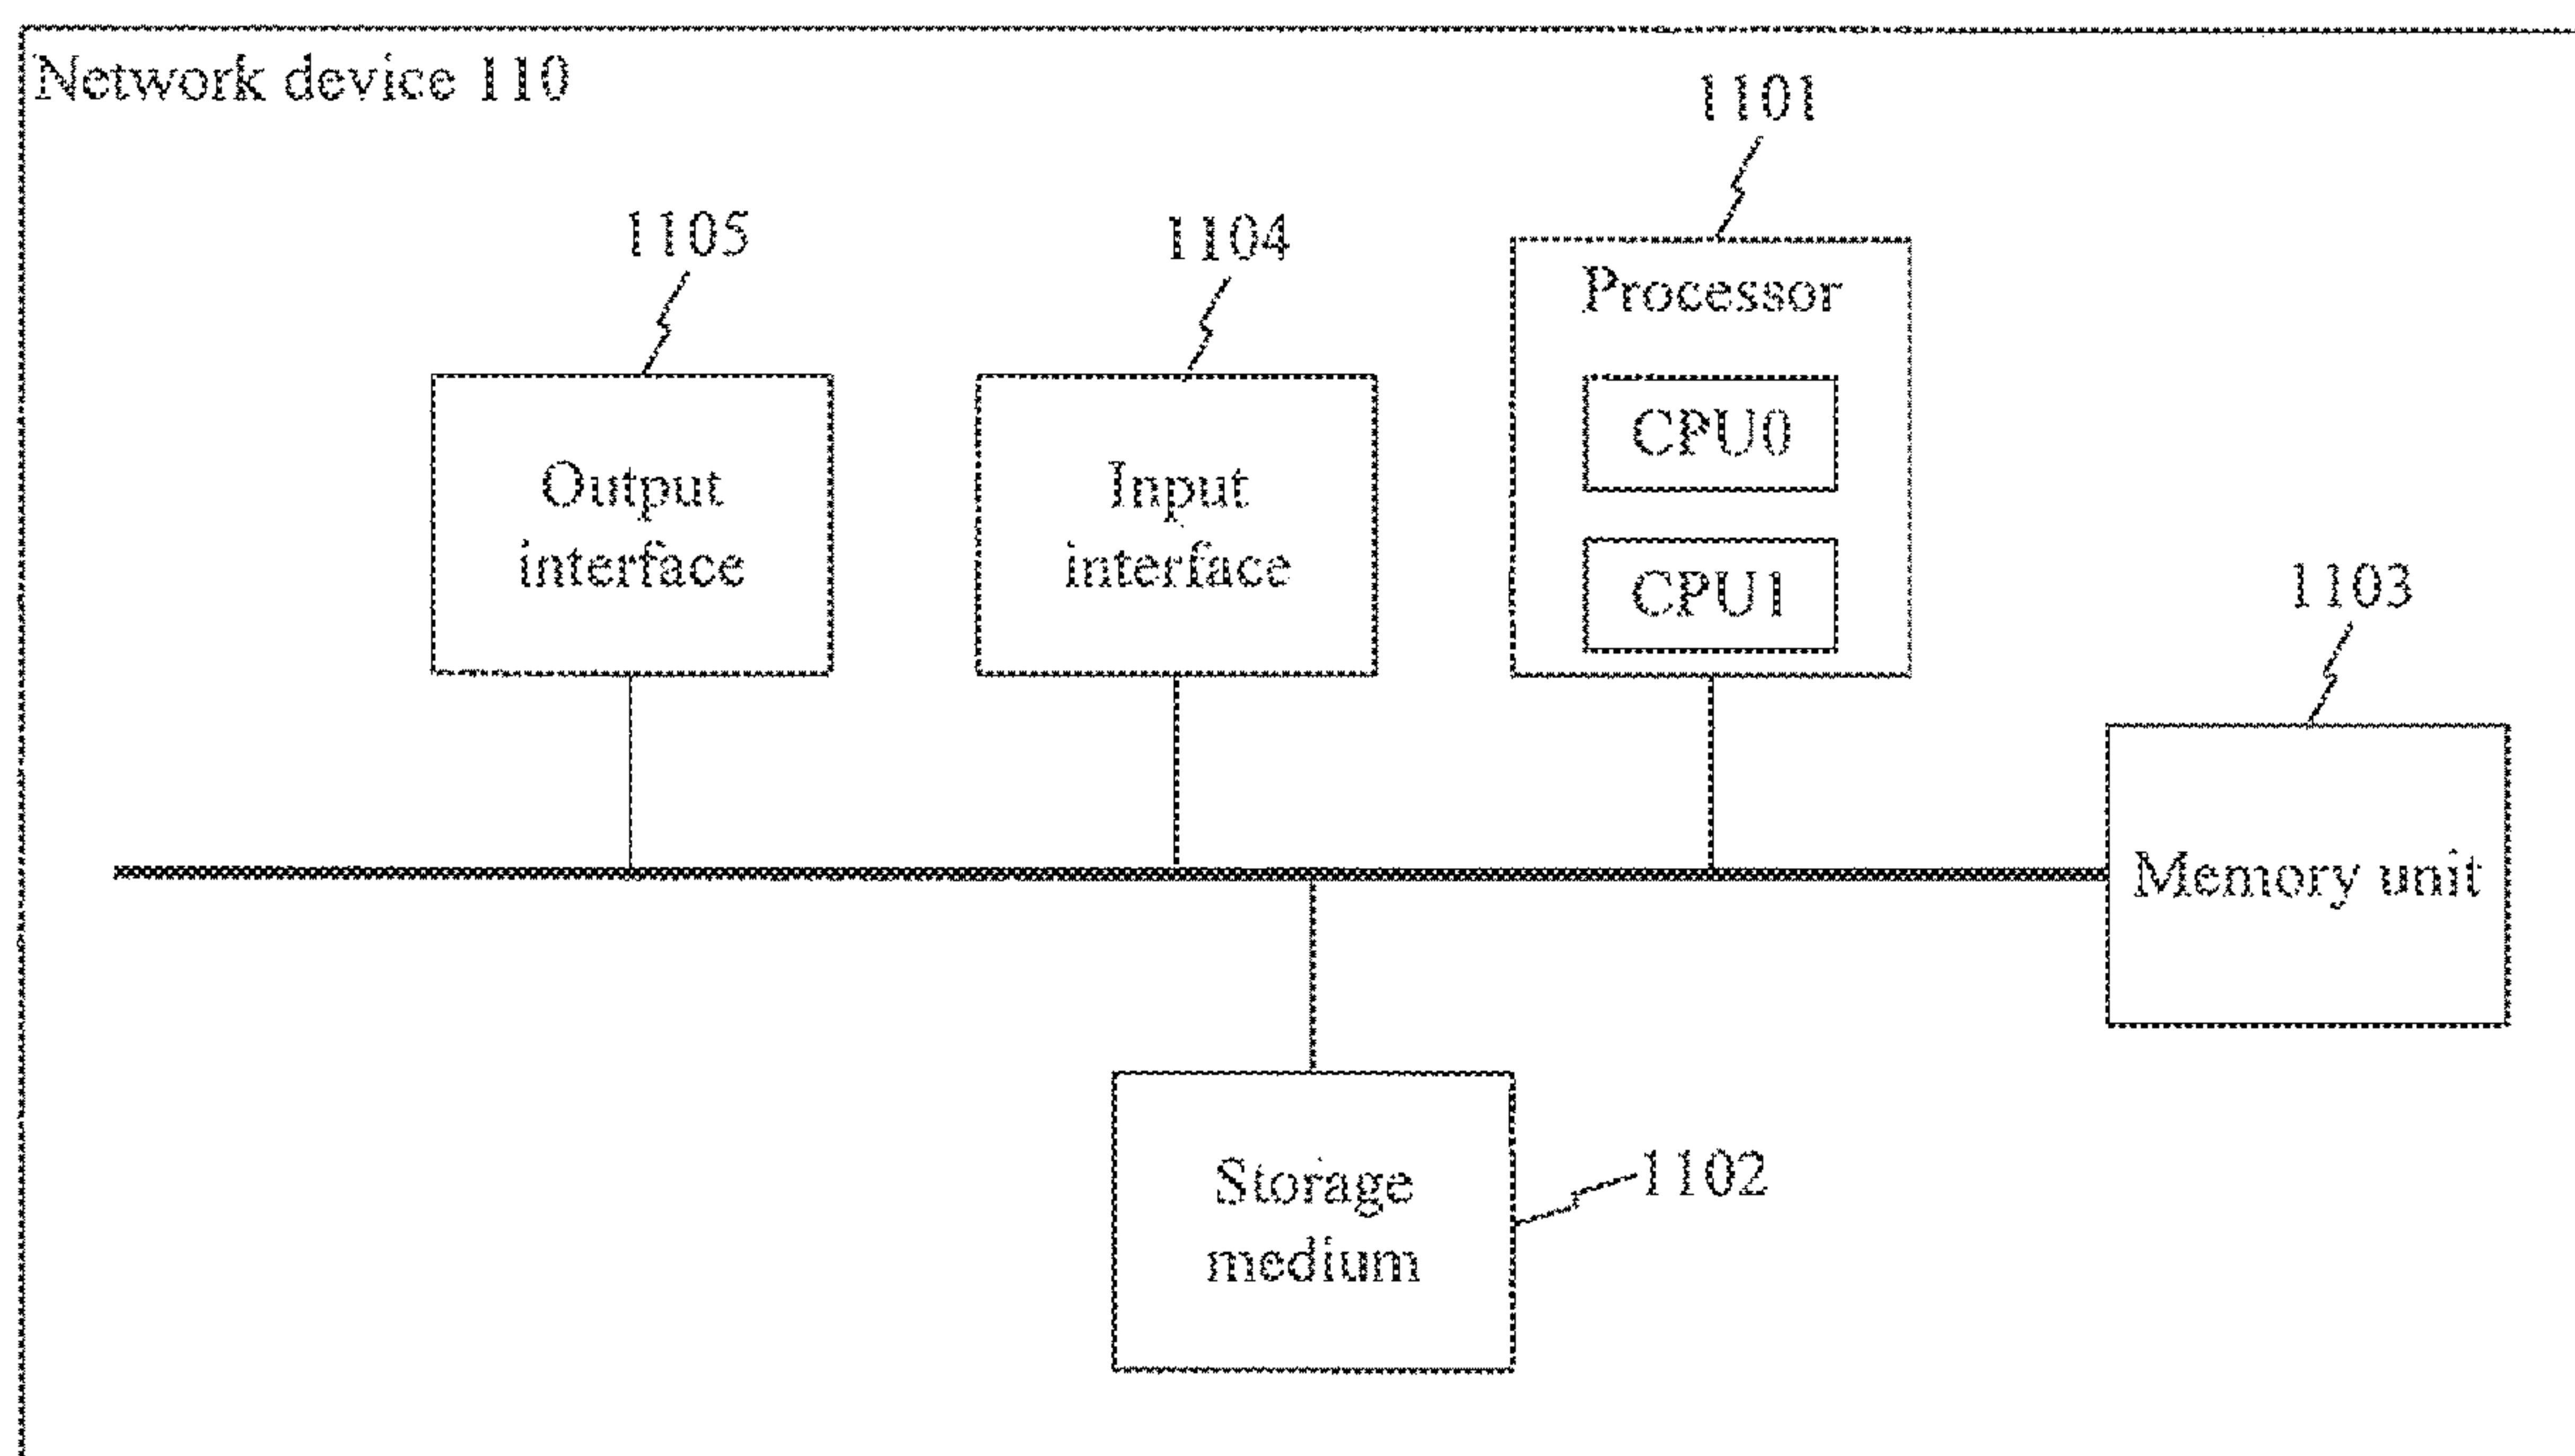 Network device 110
1101
1105
1104
Processor
CPU0
Output
interface
Input
interface
CPU1
1103
Memory unit
Storage
medium
1102